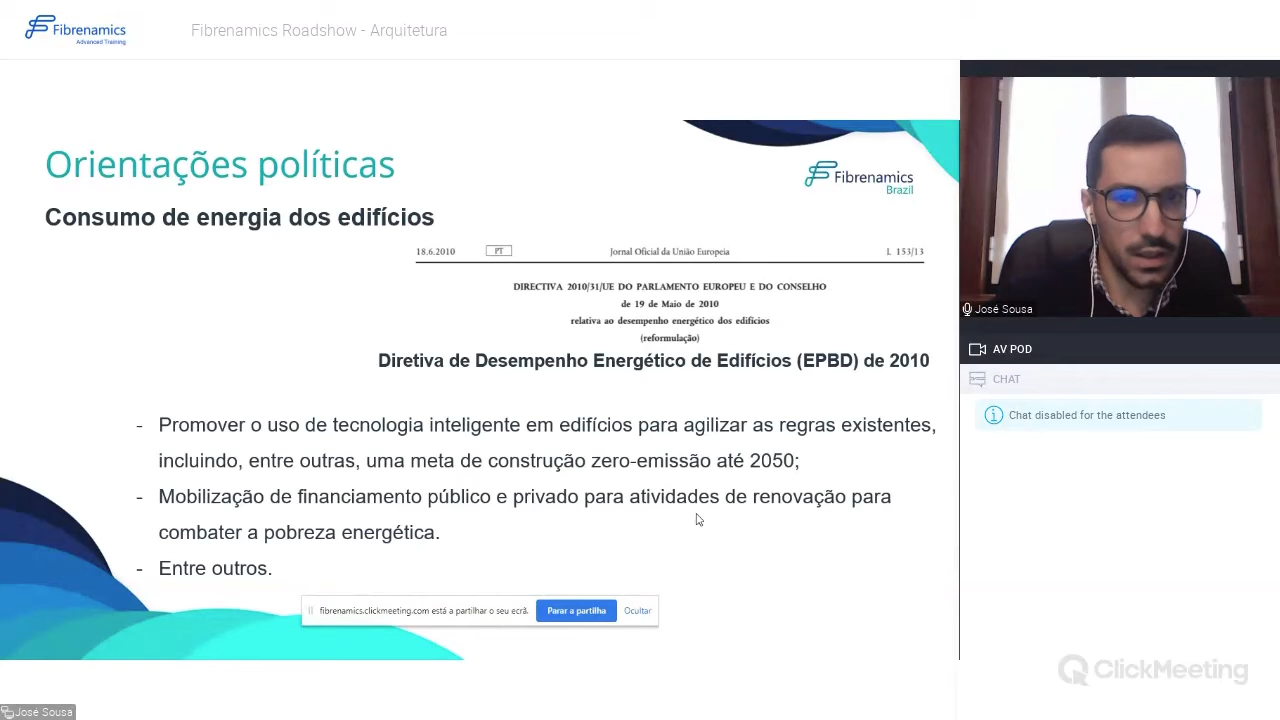 Fibrenamics
Advanced Training
Fibrenamics Roadshow - Arquitetura
Orientações políticas
Fibrenamics
Brazil
Consumo de energia dos edifícios
18.6.2010 PT Jornal Oficial da União Europeia L 153/13
DIRECTIVA 2010/31/UE DO PARLAMENTO EUROPEU E DO CONSELHO
de 19 de Maio de 2010
relativa ao desempenho energético dos edifícios
(reformulação)
Diretiva de Desempenho Energético de Edifícios (EPBD) de 2010
- Promover o uso de tecnologia inteligente em edifícios para agilizar as regras existentes,
incluindo, entre outras, uma meta de construção zero-emissão até 2050;
- Mobilização de financiamento público e privado para atividades de renovação para
combater a pobreza energética.
- Entre outros.
fibrenamics.clickmeeting.com está a partilhar o seu ecrã. Parar a partilha Ocultar
José Sousa
AV POD
CHAT
Chat disabled for the attendees
ClickMeeting
José Sousa